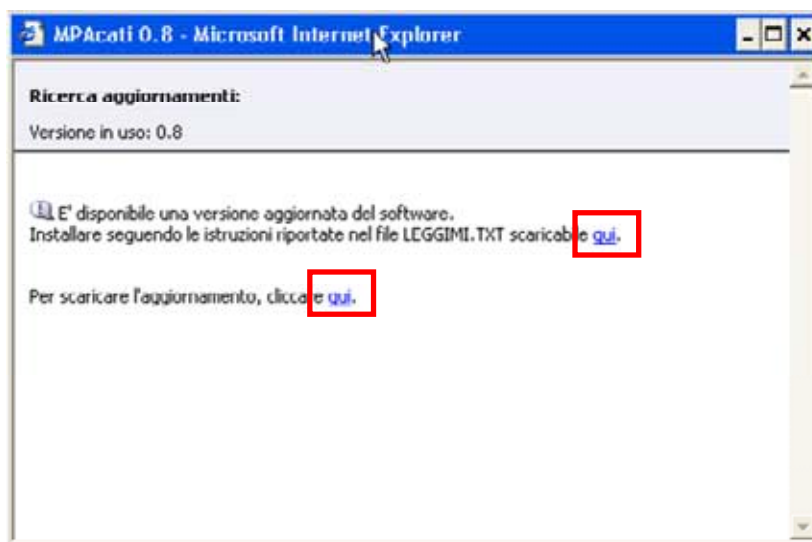 MPAcati 0.8 - Microsoft Internet Explorer
Ricerca aggiornamenti:
Versione in uso: 0.8
E' disponibile una versione aggiornata del software.
Installare seguendo le istruzioni riportate nel file LEGGIMI.TXT scaricabile qui.
Per scaricare l'aggiornamento, cliccare qui.